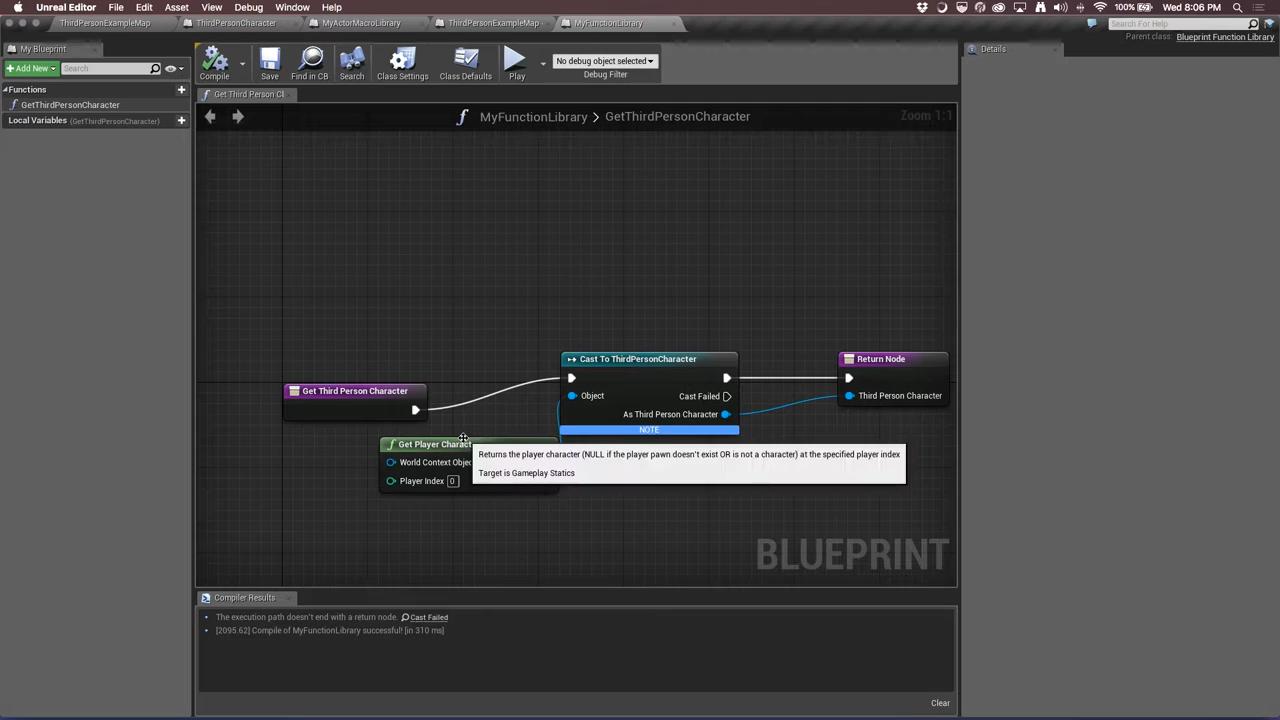 Unreal Editor File Edit Asset View Debug Window Help
100% Wed 8:06 PM
ThirdPersonExampleMap ThirdPersonCharacter MyActorMacroLibrary ThirdPersonExampleMap MyFunctionLibrary
Search For Help
Parent class: Blueprint Function Library
My Blueprint
Details
+Add New Search
Compile Save Find in CB Search Class Settings Class Defaults Play
No debug object selected
Debug Filter
Functions
GetThirdPersonCharacter
Local Variables (GetThirdPersonCharacter)
Get Third Person Cl
MyFunctionLibrary > GetThirdPersonCharacter
Zoom 1:1
Get Third Person Character
Cast To ThirdPersonCharacter
Object
Cast Failed
As Third Person Character
NOTE
Return Node
Third Person Character
Get Player Charact
World Context Objec
Player Index 0
Returns the player character (NULL if the player pawn doesn't exist OR is not a character) at the specified player index
Target is Gameplay Statics
BLUEPRINT
Compiler Results
The execution path doesn't end with a return node. Cast Failed
[2095.62] Compile of MyFunctionLibrary successful! [in 310 ms]
Clear